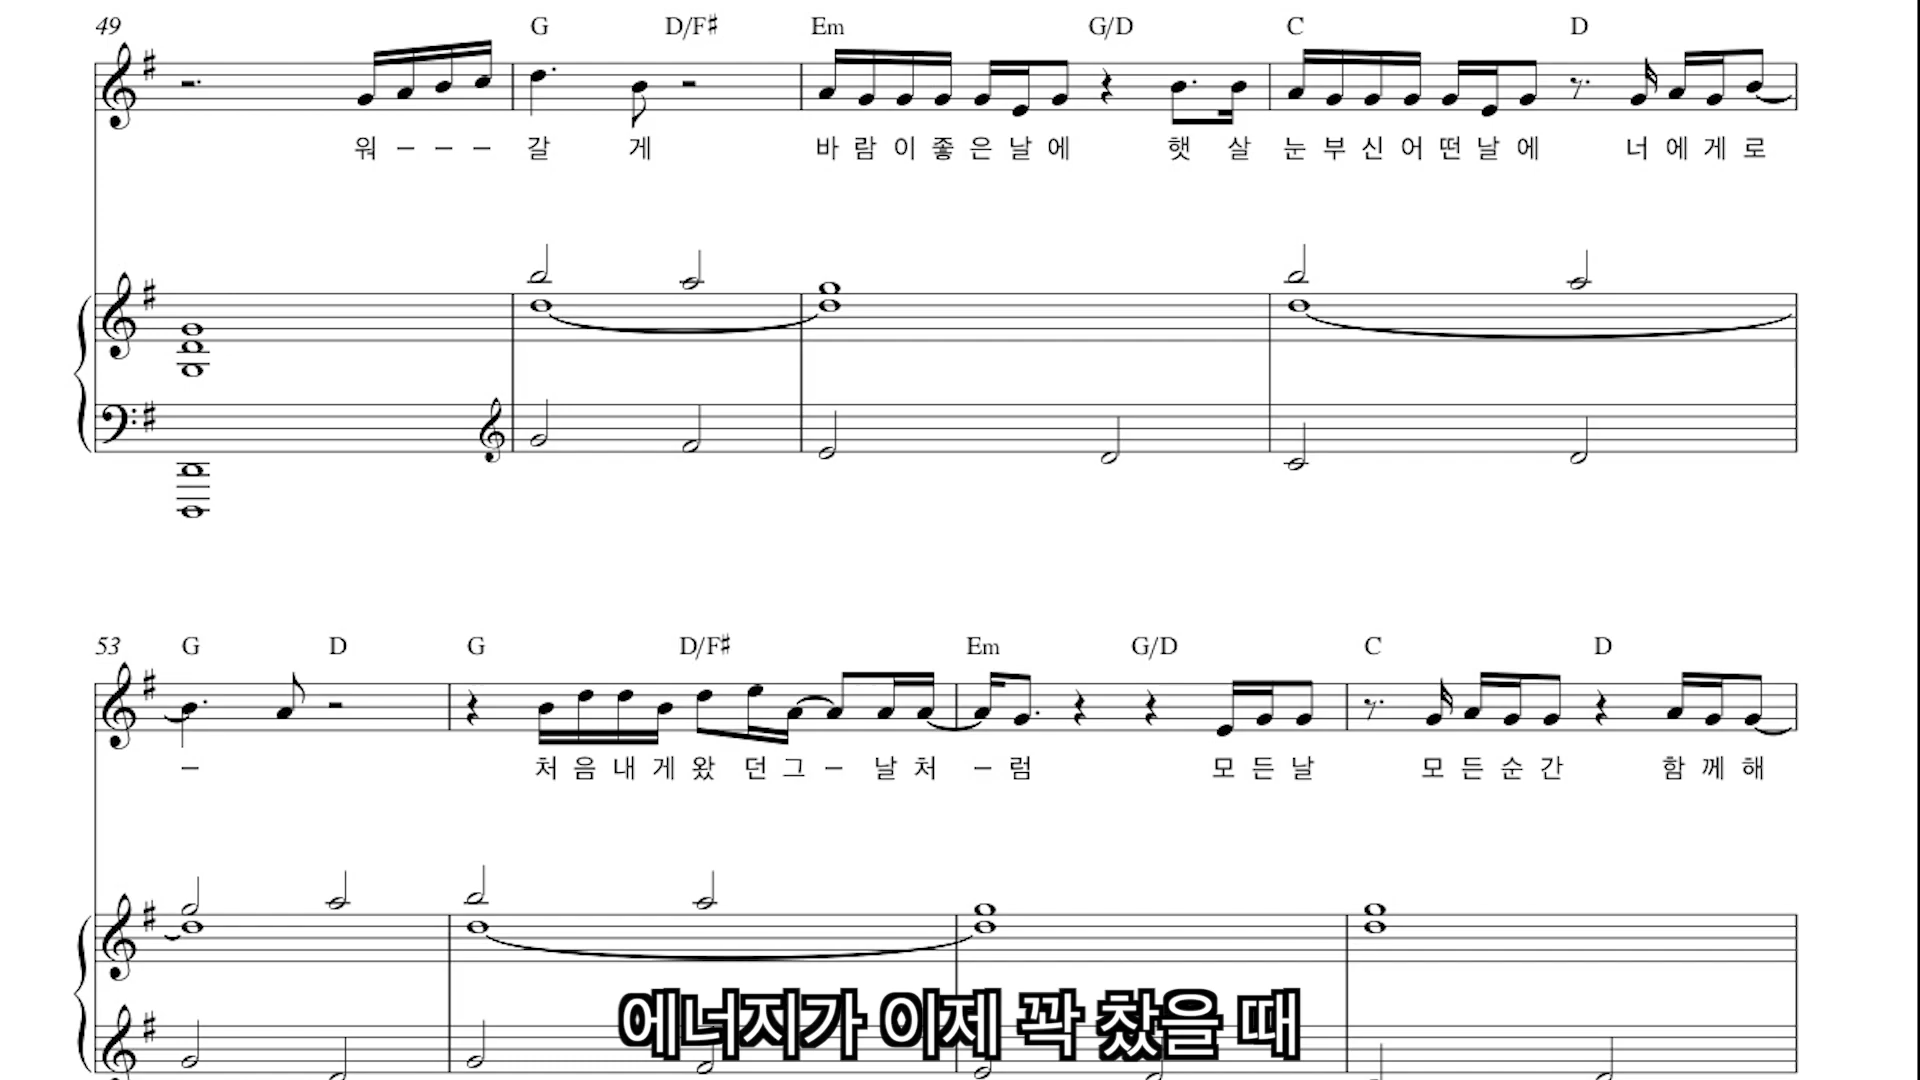 49 G D/F♯ Em G/D C D
워 – – – 갈 게 바 람 이 좋 은 날 에 햇 살 눈 부 신 어 떤 날 에 너 에 게 로
53 G D G D/F♯ Em G/D C D
– 처 음 내 게 왔 던 그 – 날 처 – 럼 모 든 날 모 든 순 간 함 께 해
에너지가 이제 꽉 찼을 때